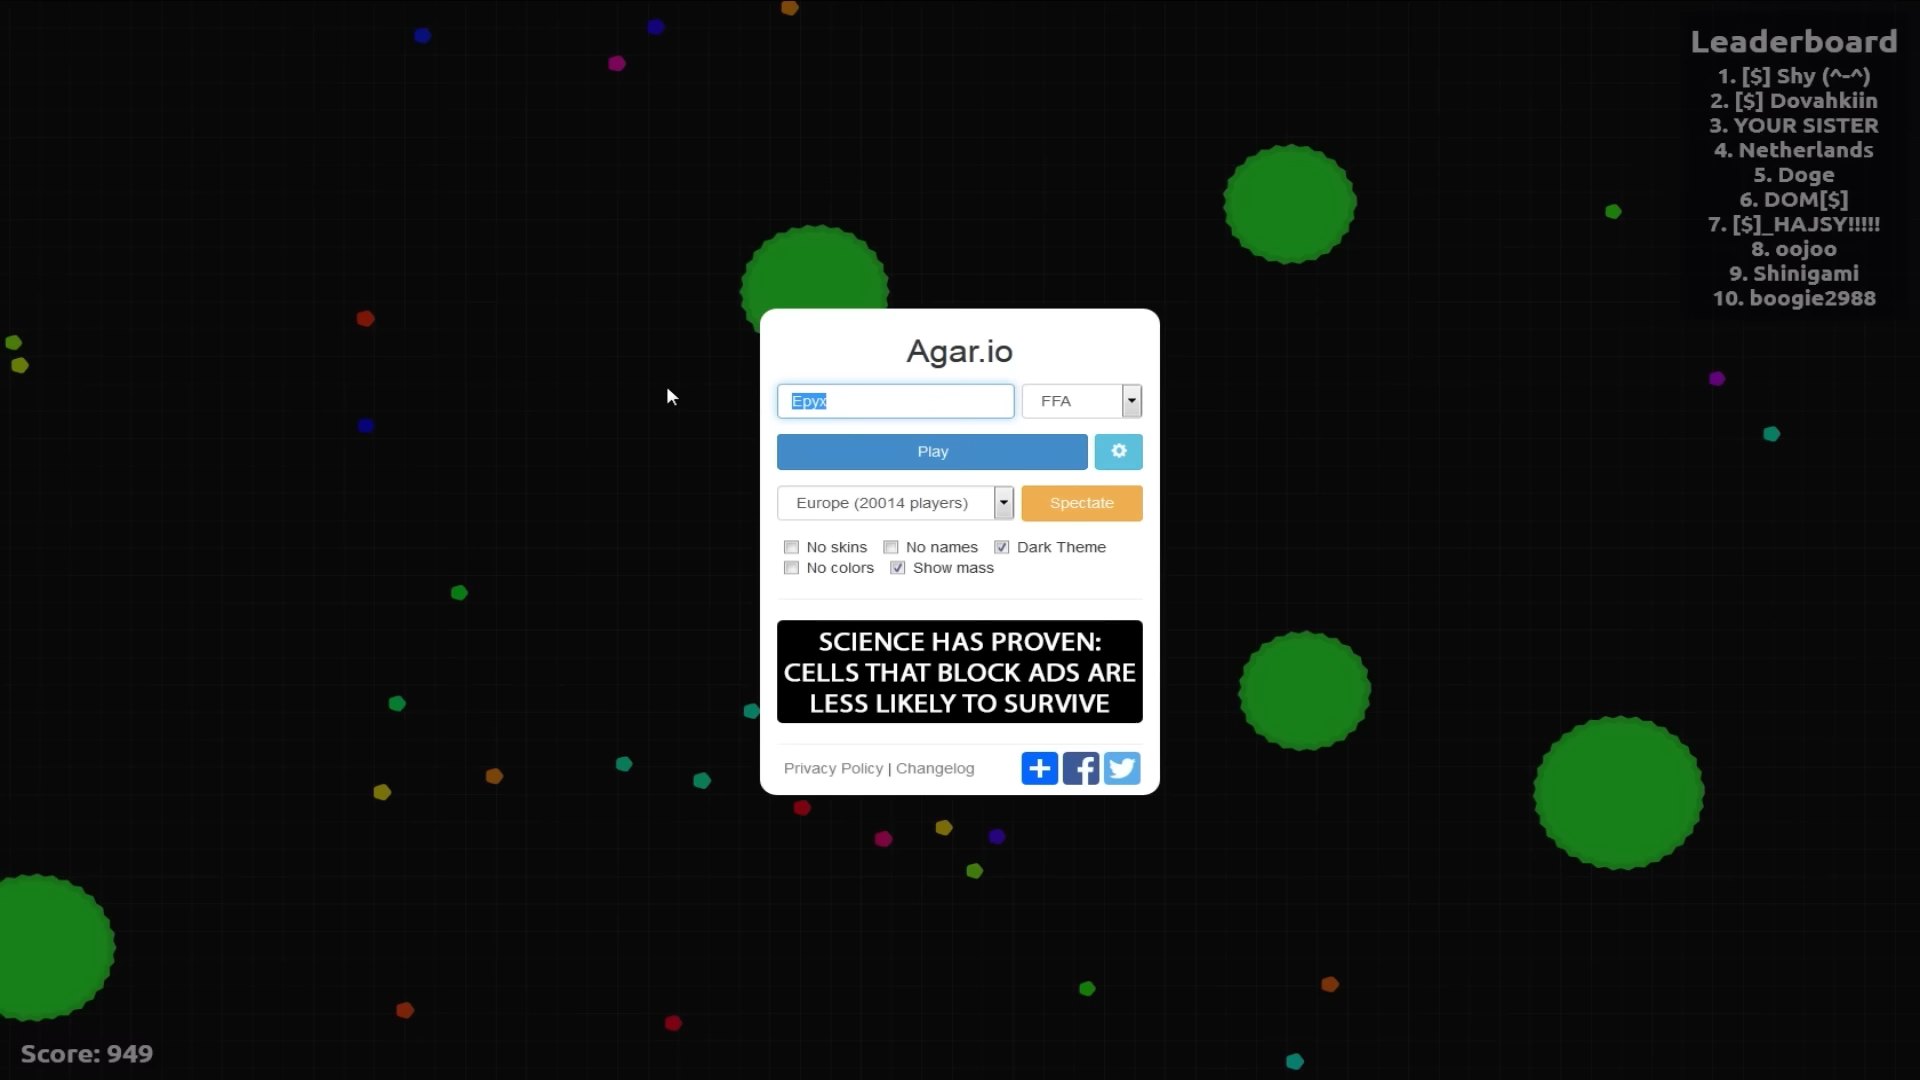 Leaderboard
1. [$] Shy (^-^)
2. [$] Dovahkiin
3. YOUR SISTER
4. Netherlands
5. Doge
6. DOM[$]
7. [$]_HAJSY!!!!!
8. oojoo
9. Shinigami
10. boogie2988
Agar.io
Epyx FFA
Play
Europe (20014 players) Spectate
No skins No names Dark Theme
No colors Show mass
SCIENCE HAS PROVEN:
CELLS THAT BLOCK ADS ARE
LESS LIKELY TO SURVIVE
Privacy Policy | Changelog
Score: 949